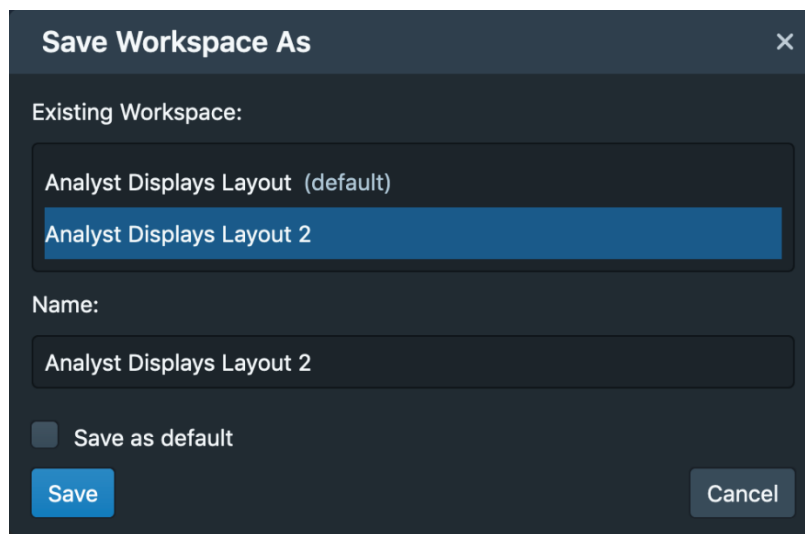 Save Workspace As
Existing Workspace:
Analyst Displays Layout (default)
Analyst Displays Layout 2
Name:
Analyst Displays Layout 2
Save as default
Save Cancel